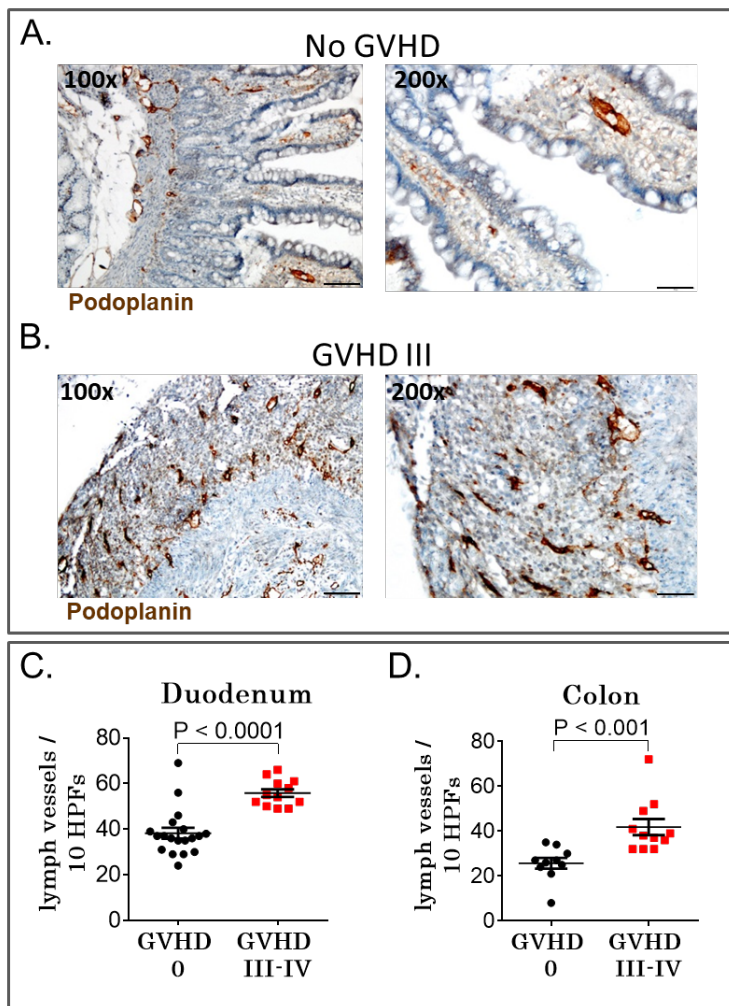 A.
No GVHD
100x
200x
Podoplanin
B.
GVHD III
100x
200x
Podoplanin
C.
Duodenum
P < 0.0001
lymph vessels /
10 HPFs
80
60
40
20
0
GVHD
0
GVHD
III-IV
D.
Colon
P < 0.001
lymph vessels /
10 HPFs
80
60
40
20
0
GVHD
0
GVHD
III-IV